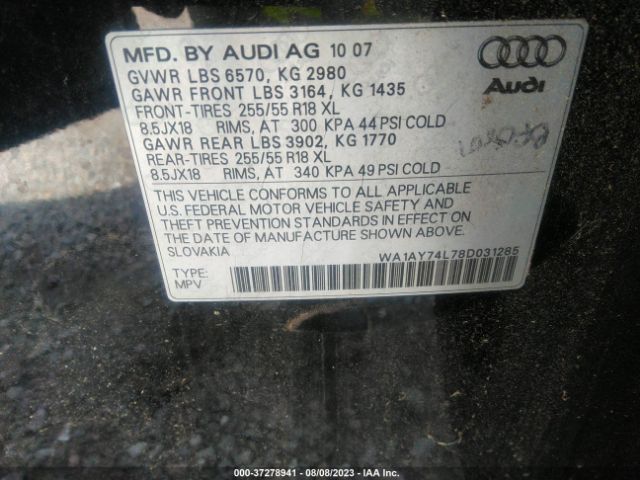 MFD. BY AUDI AG 10 07
GVWR LBS 6570, KG 2980
GAWR FRONT LBS 3164, KG 1435
FRONT-TIRES 255/55 R18 XL
8.5JX18 RIMS, AT 300 KPA 44 PSI COLD
GAWR REAR LBS 3902, KG 1770
REAR-TIRES 255/55 R18 XL
8.5JX18 RIMS, AT 340 KPA 49 PSI COLD
THIS VEHICLE CONFORMS TO ALL APPLICABLE
U.S. FEDERAL MOTOR VEHICLE SAFETY AND
THEFT PREVENTION STANDARDS IN EFFECT ON
THE DATE OF MANUFACTURE SHOWN ABOVE.
SLOVAKIA
WA1AY74L78D031285
TYPE:
MPV
Audi
000-37278941 - 08/08/2023 - IAA Inc.